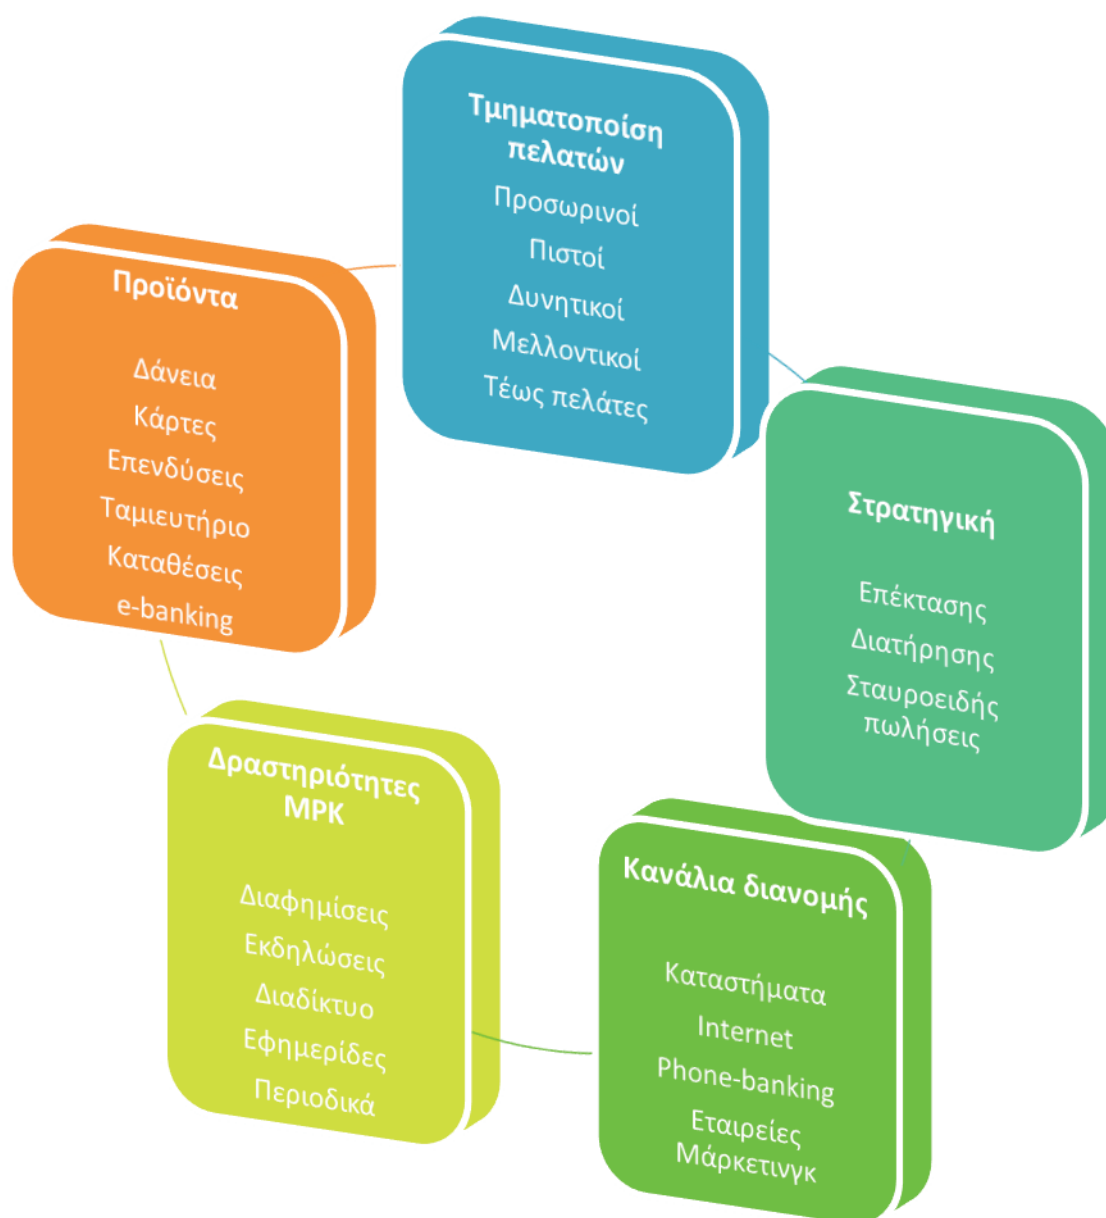 Τμηματοποίση
πελατών
Προσωρινοί
Πιστοί
Δυνητικοί
Μελλοντικοί
Τέως πελάτες
Στρατηγική
Επέκτασης
Διατήρησης
Σταυροειδής
πωλήσεις
Κανάλια διανομής
Καταστήματα
Internet
Phone-banking
Εταιρείες
Μάρκετινγκ
Δραστηριότητες
ΜΡΚ
Διαφημίσεις
Εκδηλώσεις
Διαδίκτυο
Εφημερίδες
Περιοδικά
Προϊόντα
Δάνεια
Κάρτες
Επενδύσεις
Ταμιευτήριο
Καταθέσεις
e-banking